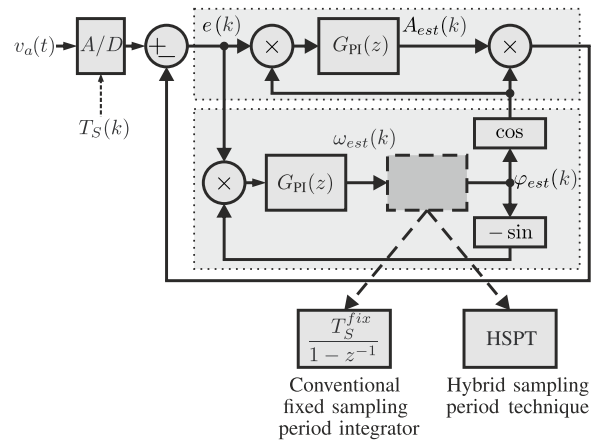 v_a(t)
A/D
T_S(k)
+
−
e(k)
×
G_PI(z)
A_est(k)
×
cos
ω_est(k)
×
G_PI(z)
φ_est(k)
− sin
T_S^fix
1 − z^−1
HSPT
Conventional
fixed sampling
period integrator
Hybrid sampling
period technique